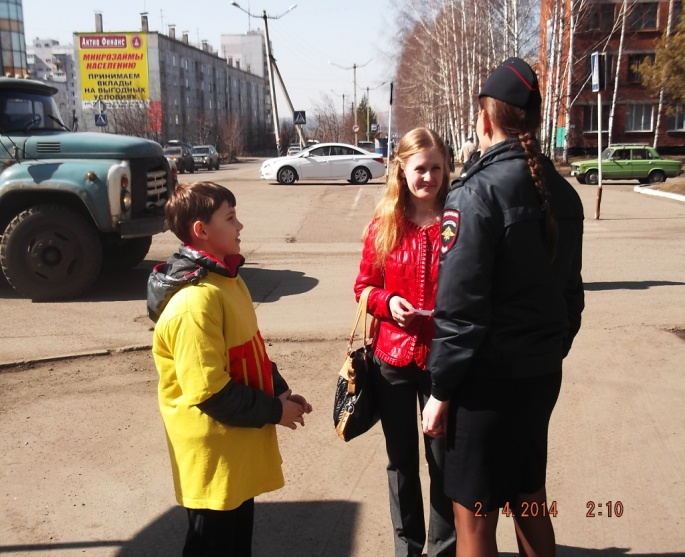 Актив Финанс
МИКРОЗАЙМЫ
НАСЕЛЕНИЮ
ПРИНИМАЕМ
ВКЛАДЫ
НА ВЫГОДНЫХ
УСЛОВИЯХ
2. 4.2014 2:10